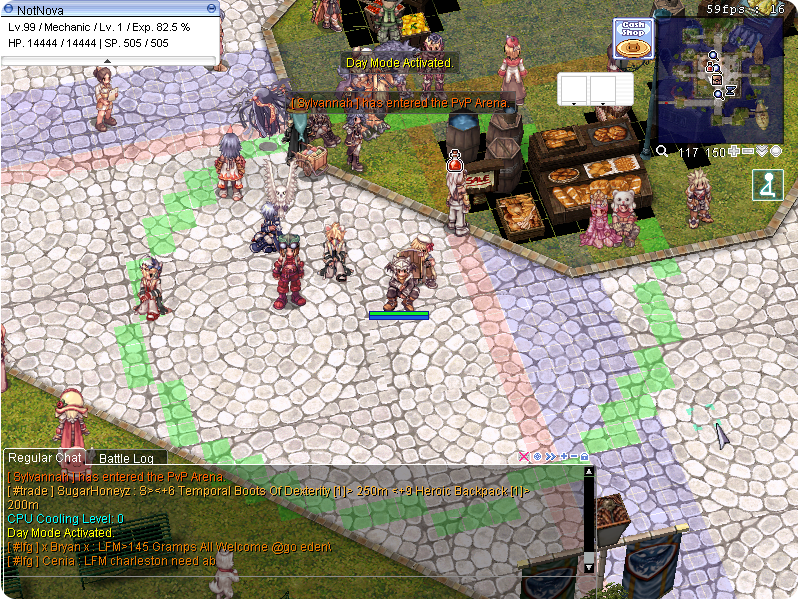 NotNova
59fps : 16
Lv.99 / Mechanic / Lv. 1 / Exp. 82.5 %
HP. 14444 / 14444 | SP. 505 / 505
Cash Shop
Day Mode Activated.
[ Sylvannah ] has entered the PvP Arena.
117 150
Regular Chat
Battle Log
[ Sylvannah ] has entered the PvP Arena.
[ #trade ] SugarHoneyz : S> <+6 Temporal Boots Of Dexterity [1]> 250m <+9 Heroic Backpack [1]>
200m
CPU Cooling Level: 0
Day Mode Activated.
[ #lfg ] x Bryan x : LFM>145 Gramps All Welcome @go eden!
[ #lfg ] Cenia : LFM charleston need ab